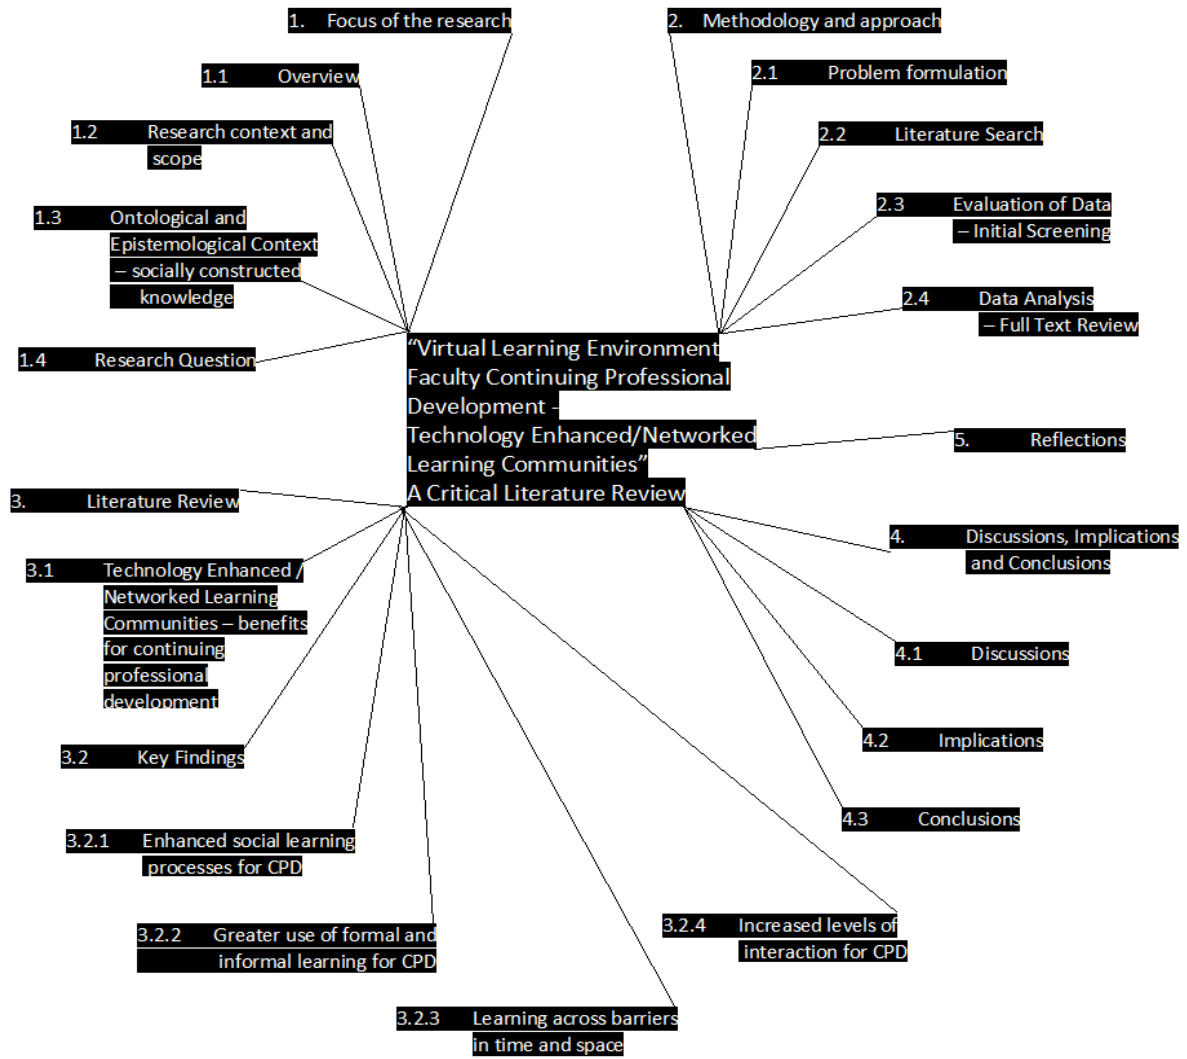 1. Focus of the research
1.1 Overview
1.2 Research context and
scope
1.3 Ontological and
Epistemological Context
– socially constructed
knowledge
1.4 Research Question
2. Methodology and approach
2.1 Problem formulation
2.2 Literature Search
2.3 Evaluation of Data
– Initial Screening
2.4 Data Analysis
– Full Text Review
“Virtual Learning Environment
Faculty Continuing Professional
Development -
Technology Enhanced/Networked
Learning Communities”
A Critical Literature Review
3. Literature Review
3.1 Technology Enhanced /
Networked Learning
Communities – benefits
for continuing
professional
development
3.2 Key Findings
3.2.1 Enhanced social learning
processes for CPD
3.2.2 Greater use of formal and
informal learning for CPD
3.2.3 Learning across barriers
in time and space
3.2.4 Increased levels of
interaction for CPD
5. Reflections
4. Discussions, Implications
and Conclusions
4.1 Discussions
4.2 Implications
4.3 Conclusions